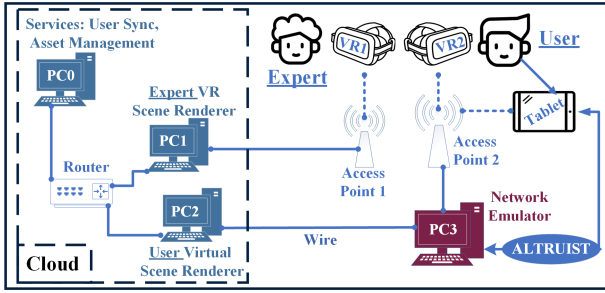 Services: User Sync,
Asset Management
PC0
Expert VR
Scene Renderer
PC1
Router
PC2
User Virtual
Scene Renderer
Cloud
Wire
Expert
VR1
VR2
User
Tablet
Access
Point 1
Access
Point 2
Network
Emulator
PC3
ALTRUIST